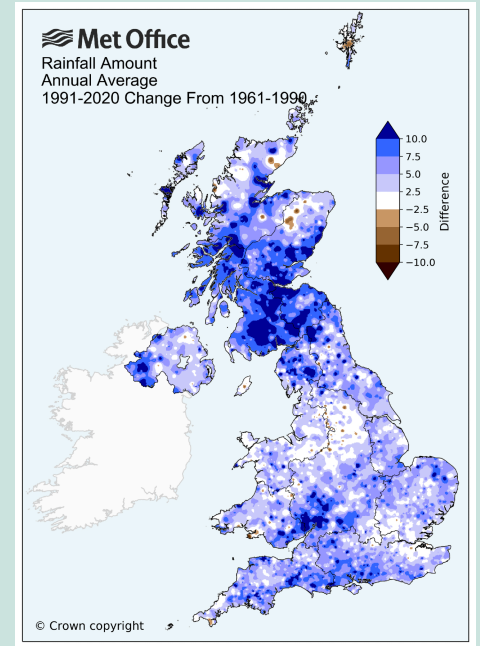 Met Office
Rainfall Amount
Annual Average
1991-2020 Change From 1961-1990
10.0
7.5
5.0
2.5
−2.5
−5.0
−7.5
−10.0
Difference
© Crown copyright